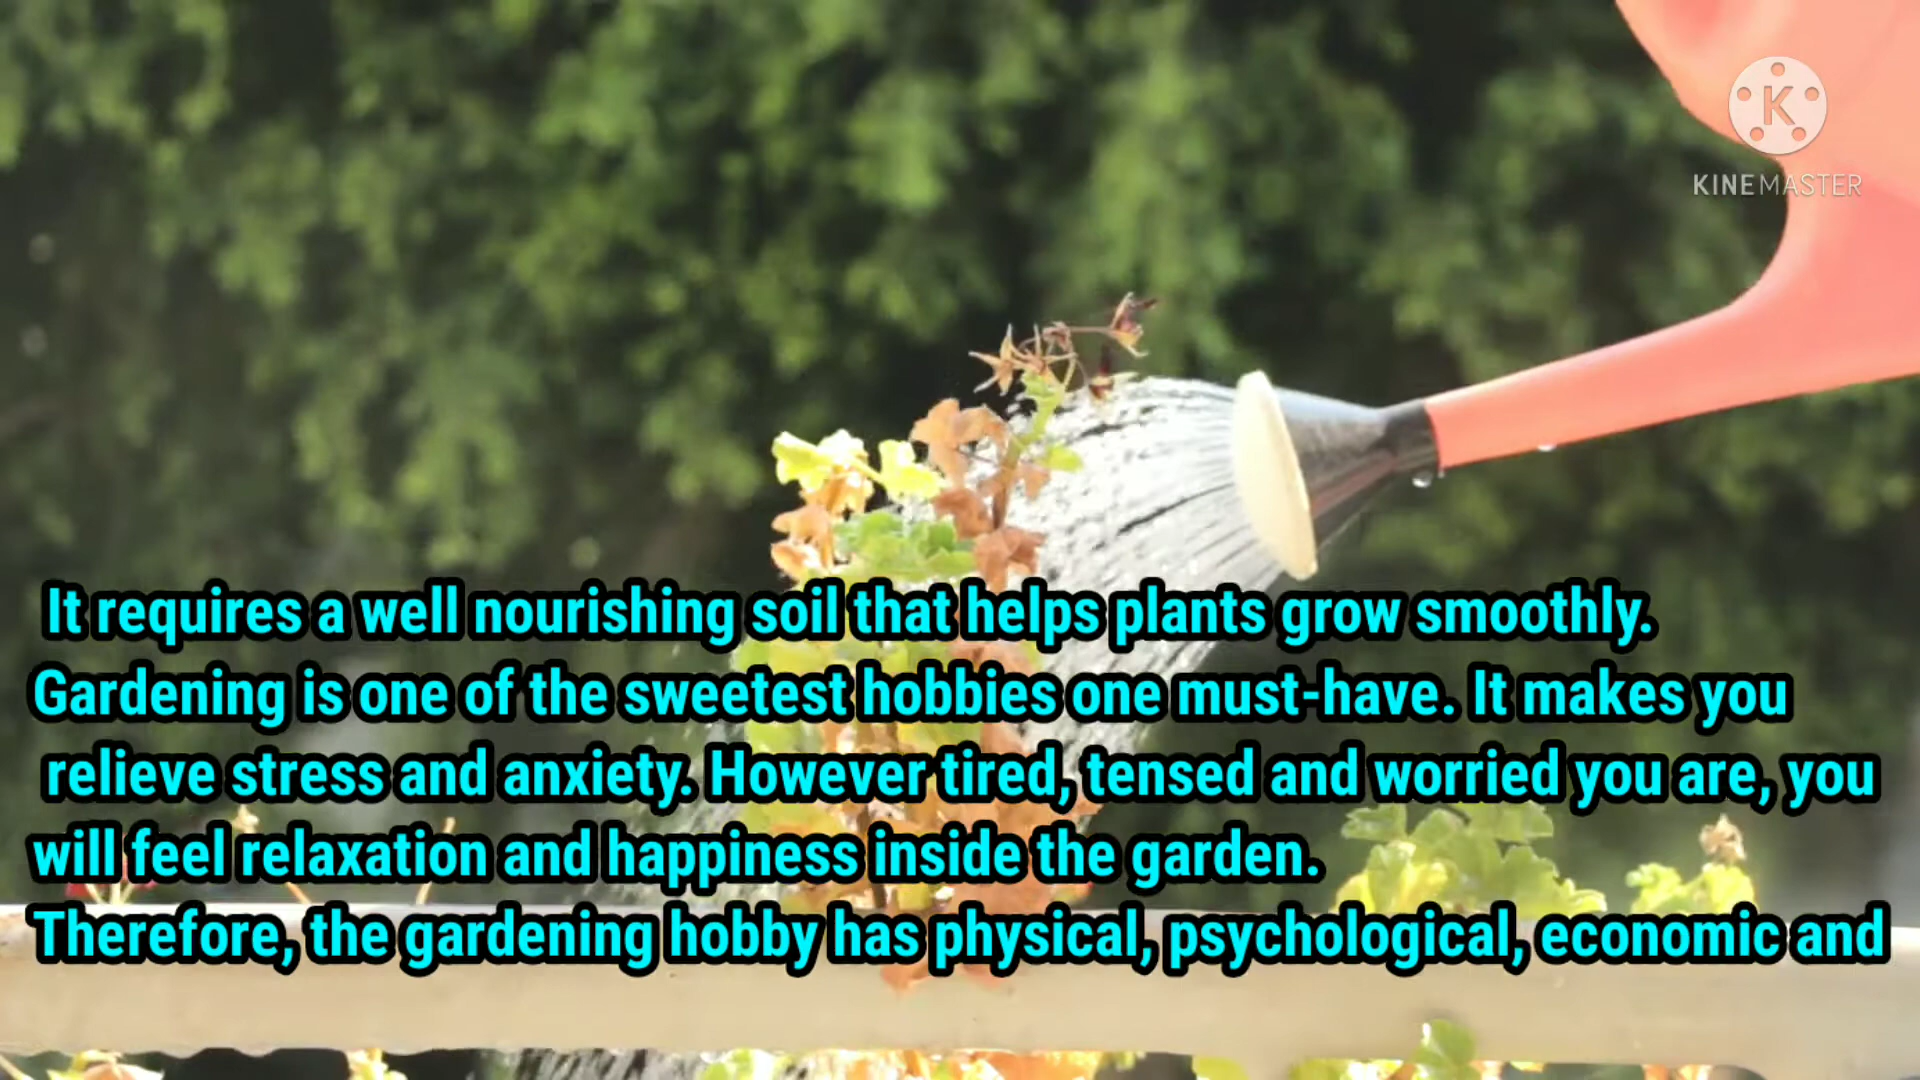 K
KINEMASTER
It requires a well nourishing soil that helps plants grow smoothly.
Gardening is one of the sweetest hobbies one must-have. It makes you
relieve stress and anxiety. However tired, tensed and worried you are, you
will feel relaxation and happiness inside the garden.
Therefore, the gardening hobby has physical, psychological, economic and